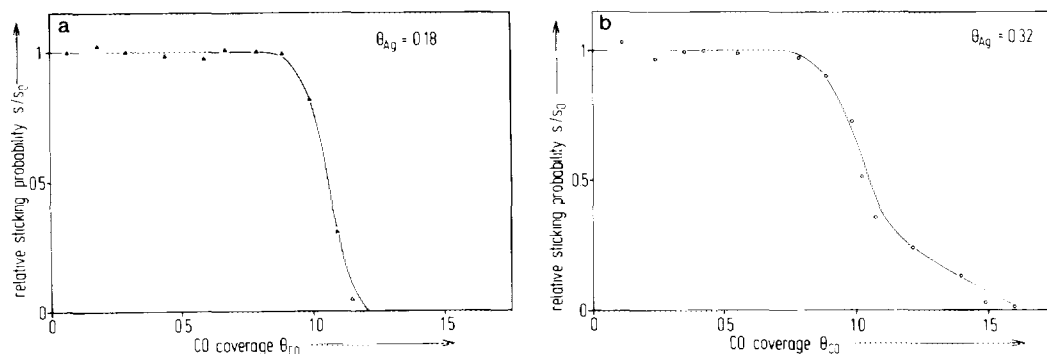 a
θAg = 0.18
relative sticking probability s/s0
1
0.5
0
0
0.5
1.0
1.5
CO coverage θCO
b
θAg = 0.32
relative sticking probability s/s0
1
0.5
0
0
0.5
1.0
1.5
CO coverage θCO